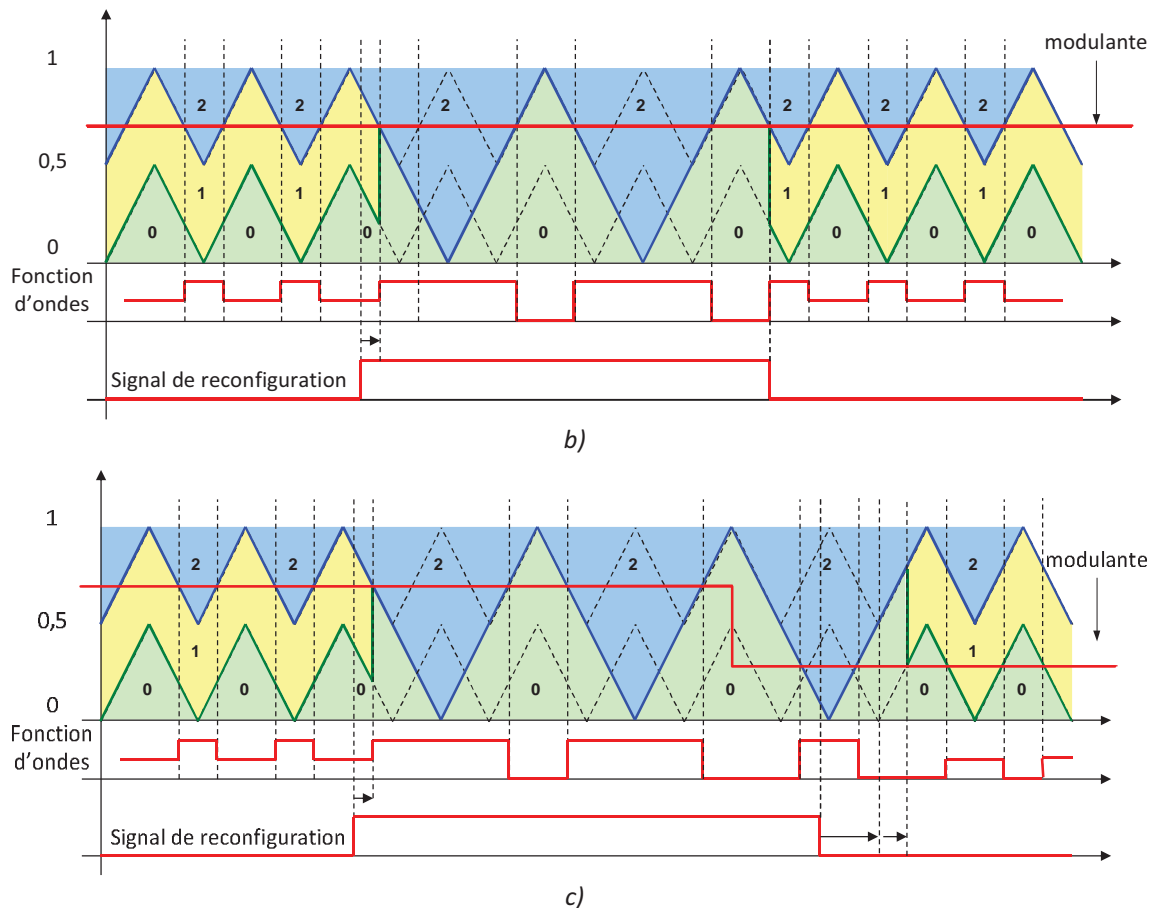 1
modulante
2 2 2 2 2 2 2
0,5
1 1 1 1 1
0 0 0 0 0 0 0 0
0
Fonction
d'ondes
Signal de reconfiguration
b)
1
2 2 2 2 2 2
modulante
0,5
1 1
0 0 0 0 0 0 0
0
Fonction
d'ondes
Signal de reconfiguration
c)